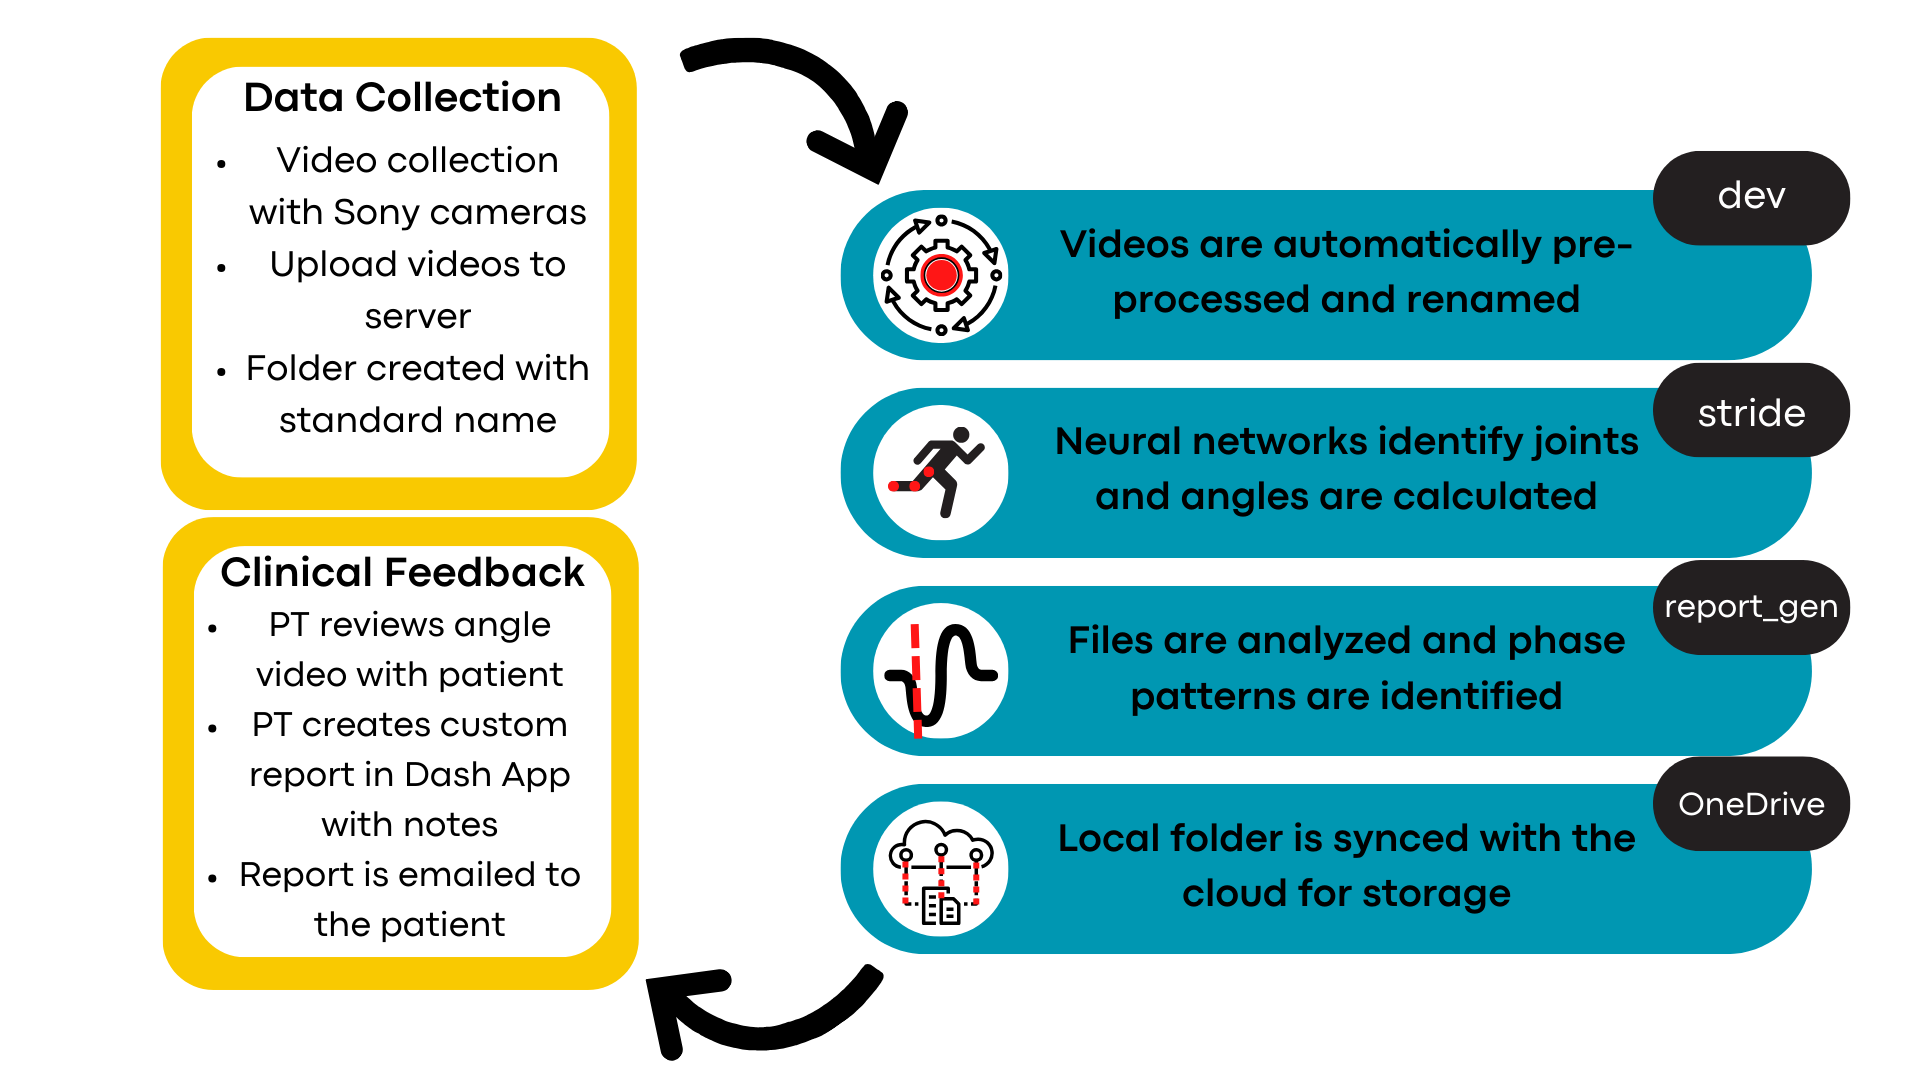 Data Collection
• Video collection
with Sony cameras
• Upload videos to
server
• Folder created with
standard name
Clinical Feedback
• PT reviews angle
video with patient
• PT creates custom
report in Dash App
with notes
• Report is emailed to
the patient
dev
Videos are automatically pre-
processed and renamed
stride
Neural networks identify joints
and angles are calculated
report_gen
Files are analyzed and phase
patterns are identified
OneDrive
Local folder is synced with the
cloud for storage